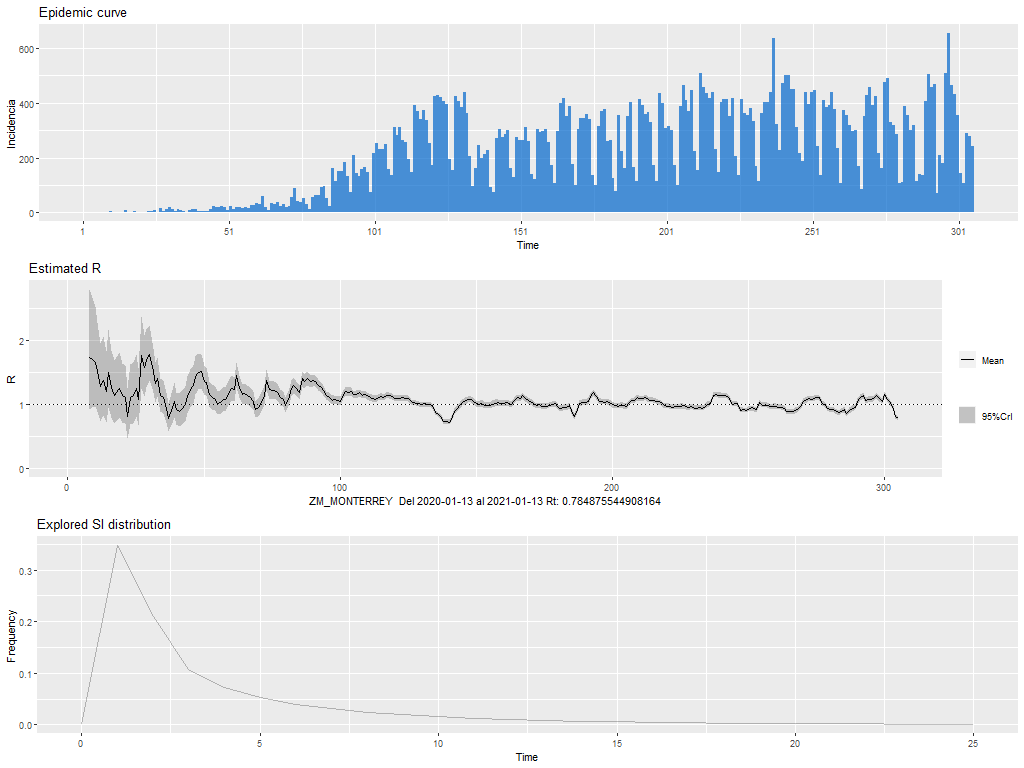 Epidemic curve
600
400
200
0
Incidencia
1
51
101
151
201
251
301
Time
Estimated R
2
1
0
R
0
100
200
300
ZM_MONTERREY Del 2020-01-13 al 2021-01-13 Rt: 0.784875544908164
Mean
95%CrI
Explored SI distribution
0.3
0.2
0.1
0.0
Frequency
0
5
10
15
20
25
Time